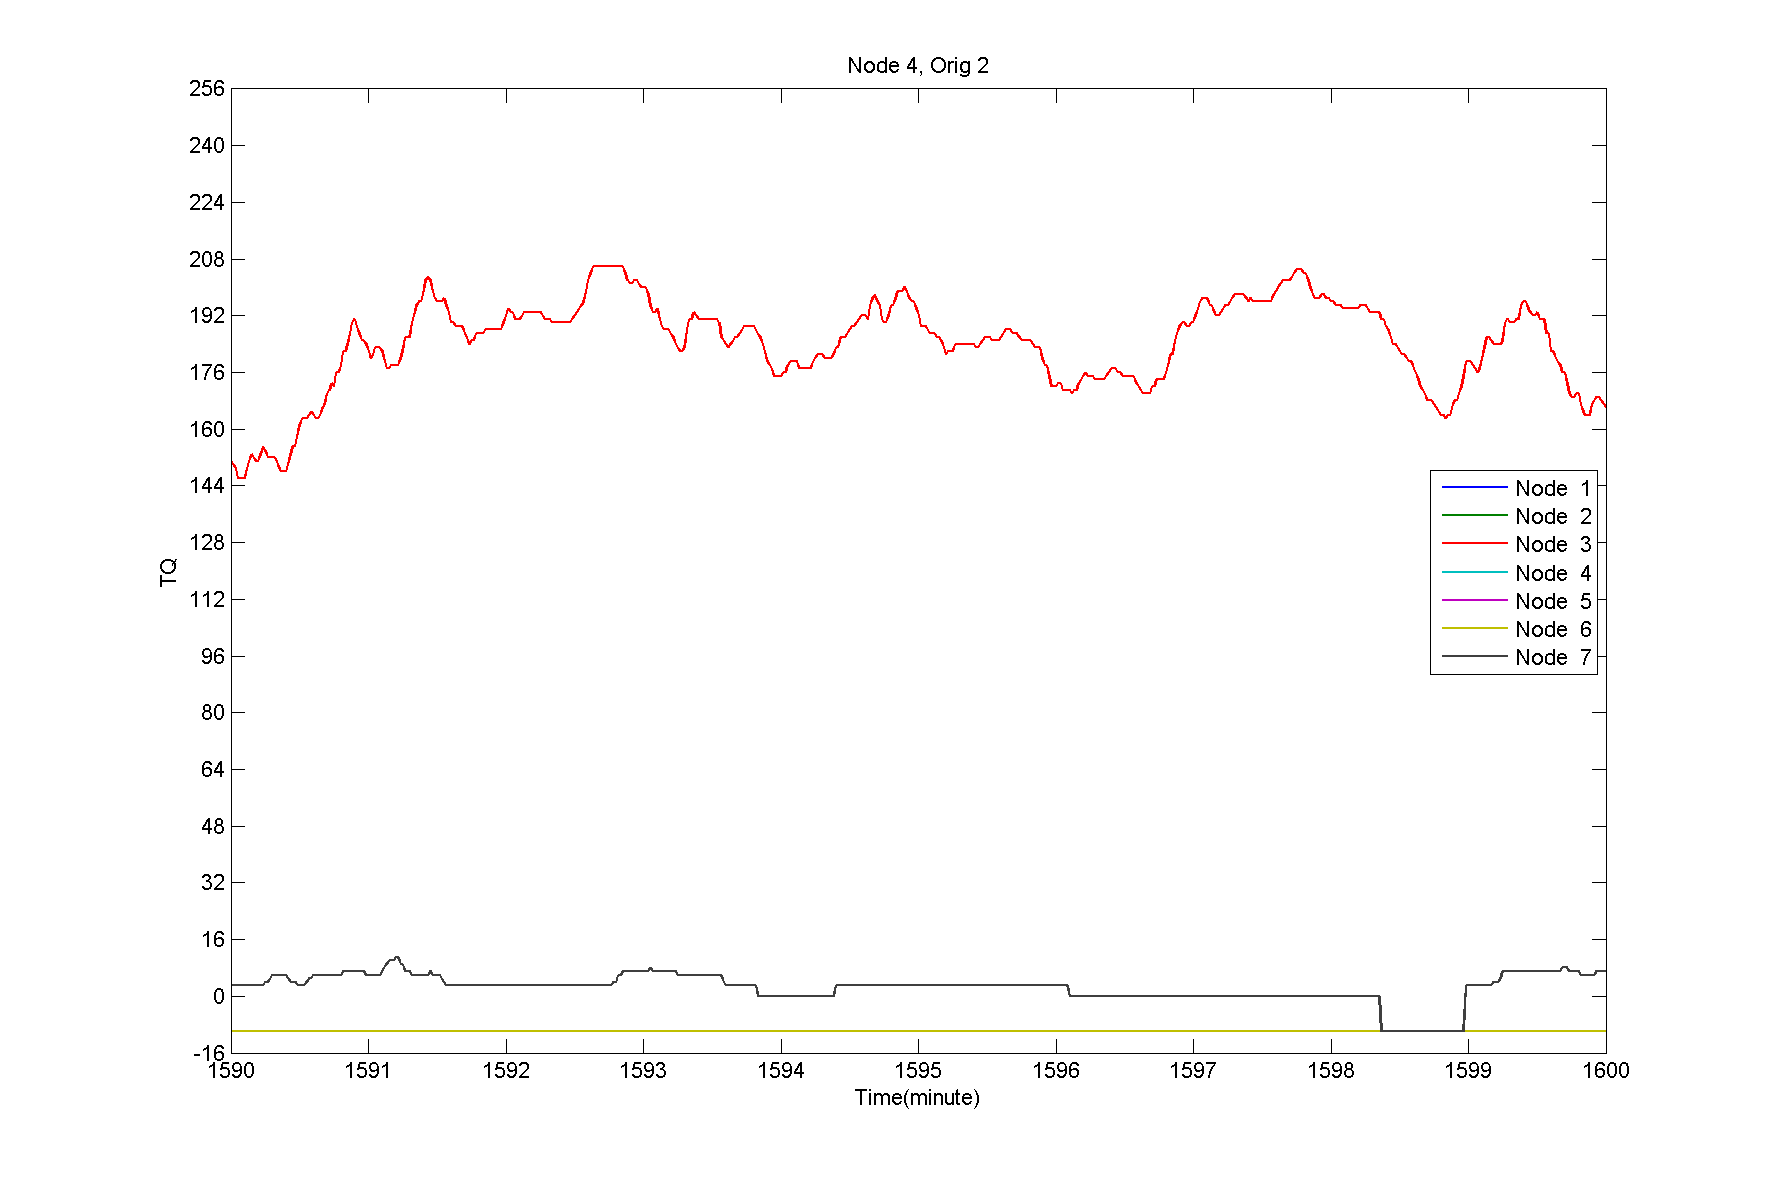 Node 4, Orig 2
256
240
224
208
192
176
160
144
128
112
96
80
64
48
32
16
0
-16
TQ
Node 1
Node 2
Node 3
Node 4
Node 5
Node 6
Node 7
1590 1591 1592 1593 1594 1595 1596 1597 1598 1599 1600
Time(minute)